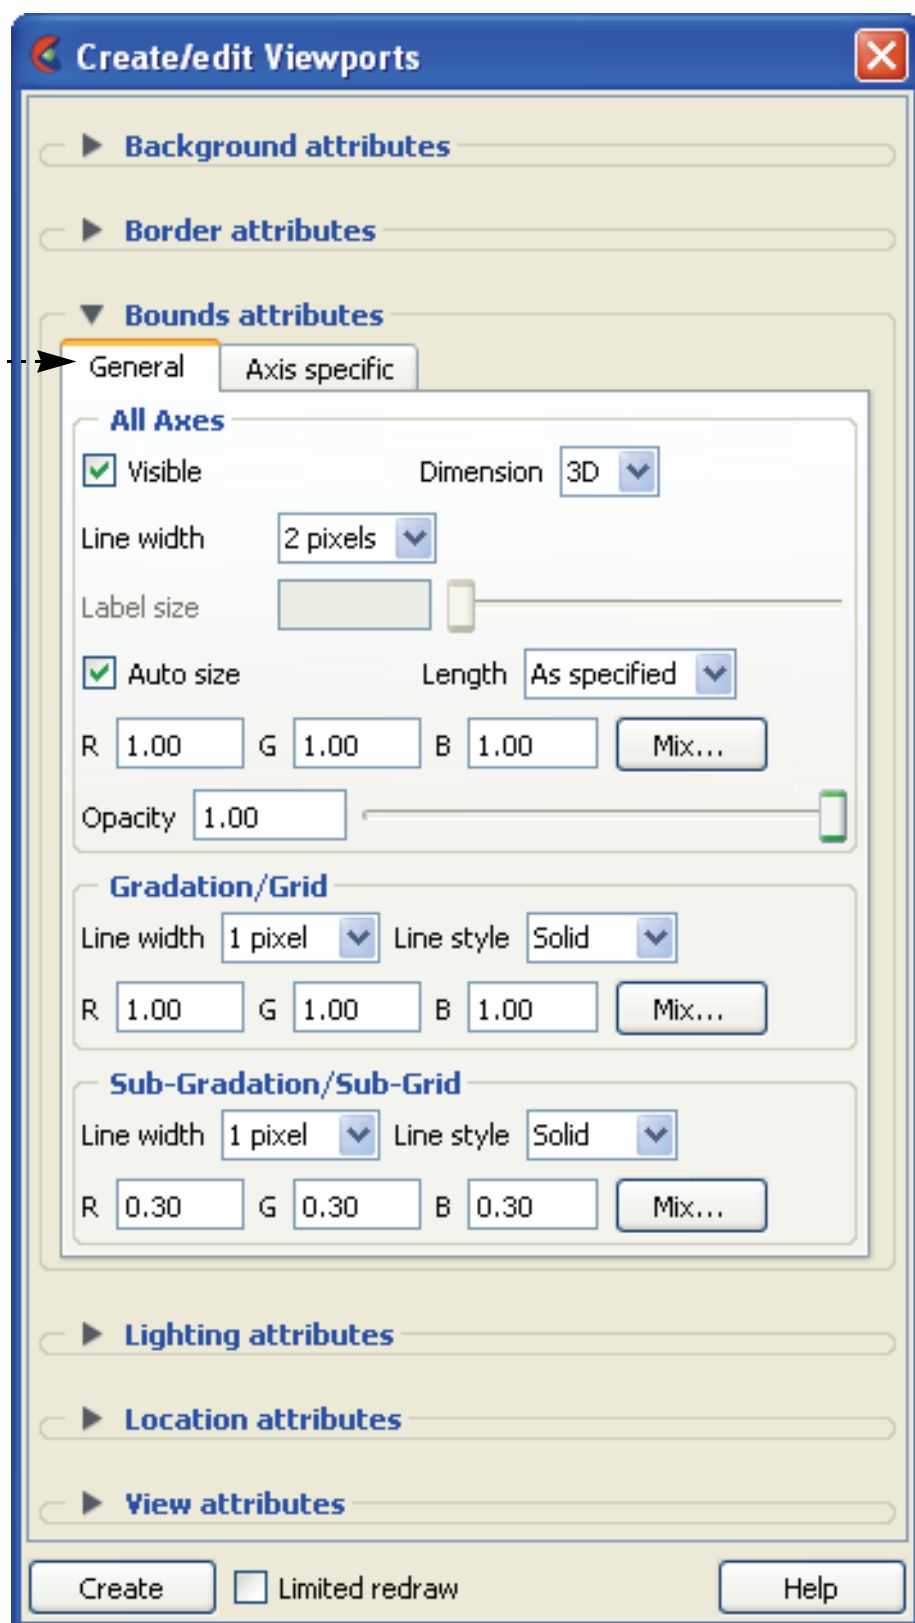 Create/edit Viewports
Background attributes
Border attributes
Bounds attributes
General Axis specific
All Axes
Visible Dimension 3D
Line width 2 pixels
Label size
Auto size Length As specified
R 1.00 G 1.00 B 1.00 Mix...
Opacity 1.00
Gradation/Grid
Line width 1 pixel Line style Solid
R 1.00 G 1.00 B 1.00 Mix...
Sub-Gradation/Sub-Grid
Line width 1 pixel Line style Solid
R 0.30 G 0.30 B 0.30 Mix...
Lighting attributes
Location attributes
View attributes
Create Limited redraw Help